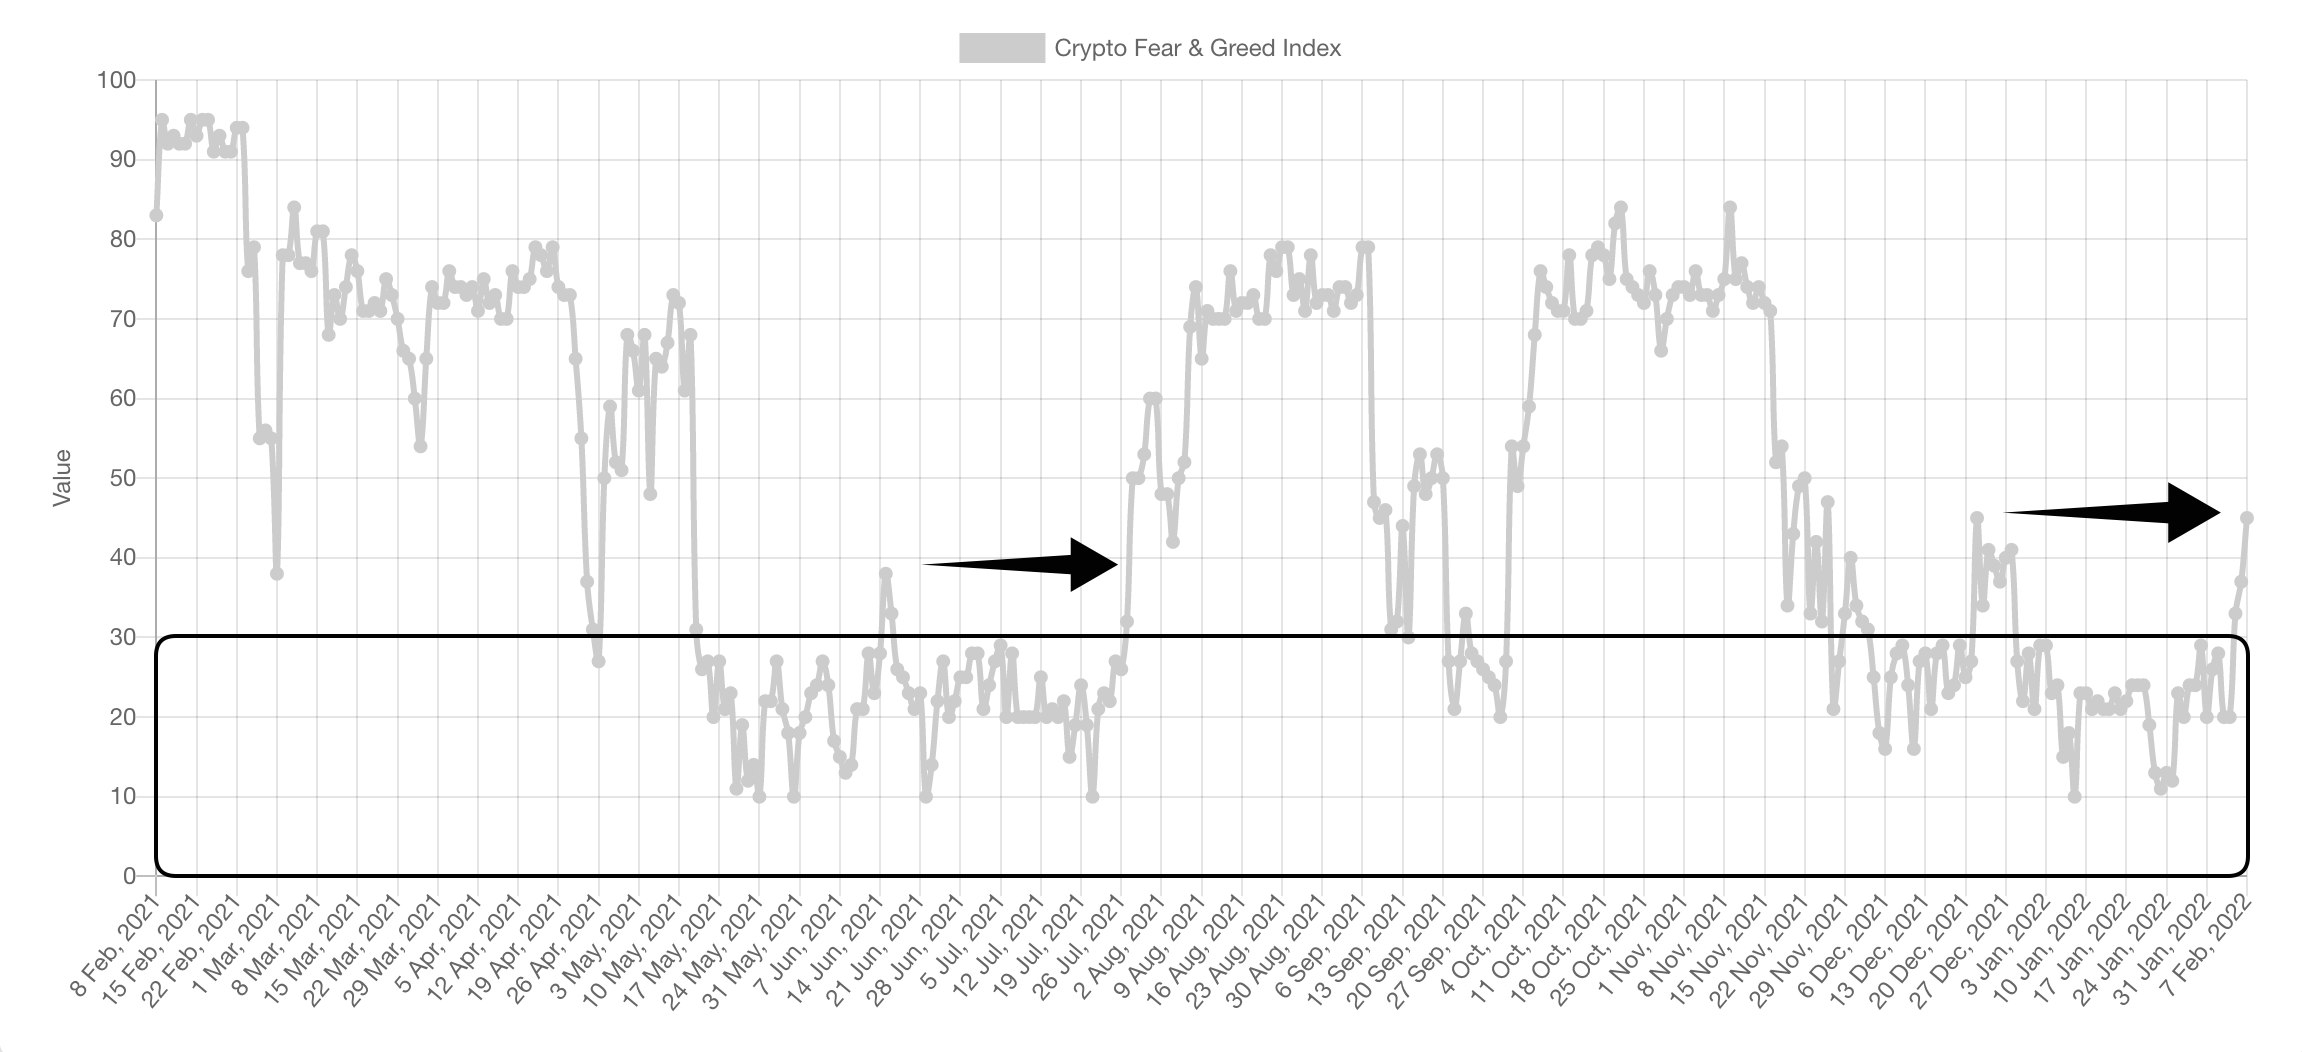 Crypto Fear & Greed Index
100
90
80
70
60
50
40
30
20
10
0
Value
8 Feb, 2021
15 Feb, 2021
22 Feb, 2021
1 Mar, 2021
8 Mar, 2021
15 Mar, 2021
22 Mar, 2021
29 Mar, 2021
5 Apr, 2021
12 Apr, 2021
19 Apr, 2021
26 Apr, 2021
3 May, 2021
10 May, 2021
17 May, 2021
24 May, 2021
31 May, 2021
7 Jun, 2021
14 Jun, 2021
21 Jun, 2021
28 Jun, 2021
5 Jul, 2021
12 Jul, 2021
19 Jul, 2021
26 Jul, 2021
2 Aug, 2021
9 Aug, 2021
16 Aug, 2021
23 Aug, 2021
30 Aug, 2021
6 Sep, 2021
13 Sep, 2021
20 Sep, 2021
27 Sep, 2021
4 Oct, 2021
11 Oct, 2021
18 Oct, 2021
25 Oct, 2021
1 Nov, 2021
8 Nov, 2021
15 Nov, 2021
22 Nov, 2021
29 Nov, 2021
6 Dec, 2021
13 Dec, 2021
20 Dec, 2021
27 Dec, 2021
3 Jan, 2022
10 Jan, 2022
17 Jan, 2022
24 Jan, 2022
31 Jan, 2022
7 Feb, 2022